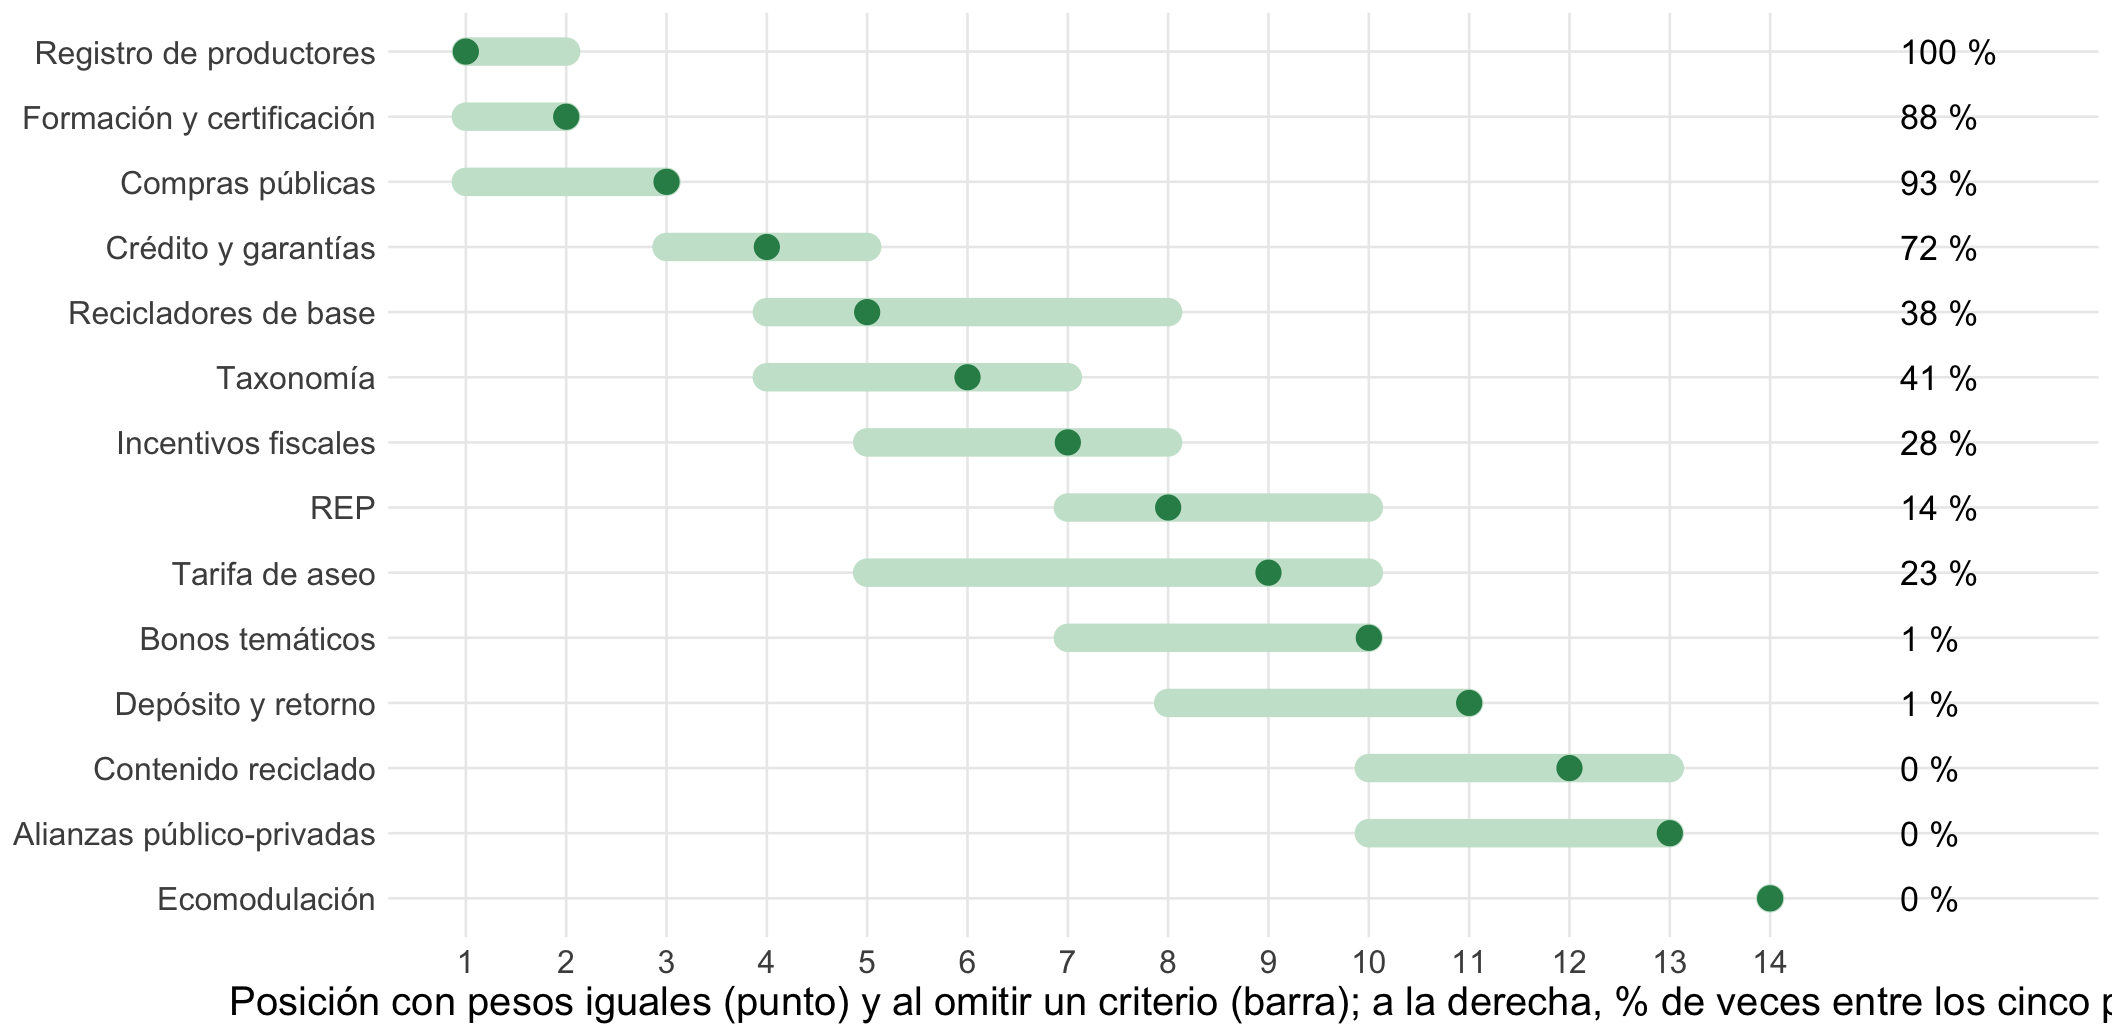 Registro de productores 100 %
Formación y certificación 88 %
Compras públicas 93 %
Crédito y garantías 72 %
Recicladores de base 38 %
Taxonomía 41 %
Incentivos fiscales 28 %
REP 14 %
Tarifa de aseo 23 %
Bonos temáticos 1 %
Depósito y retorno 1 %
Contenido reciclado 0 %
Alianzas público-privadas 0 %
Ecomodulación 0 %
1 2 3 4 5 6 7 8 9 10 11 12 13 14
Posición con pesos iguales (punto) y al omitir un criterio (barra); a la derecha, % de veces entre los cinco